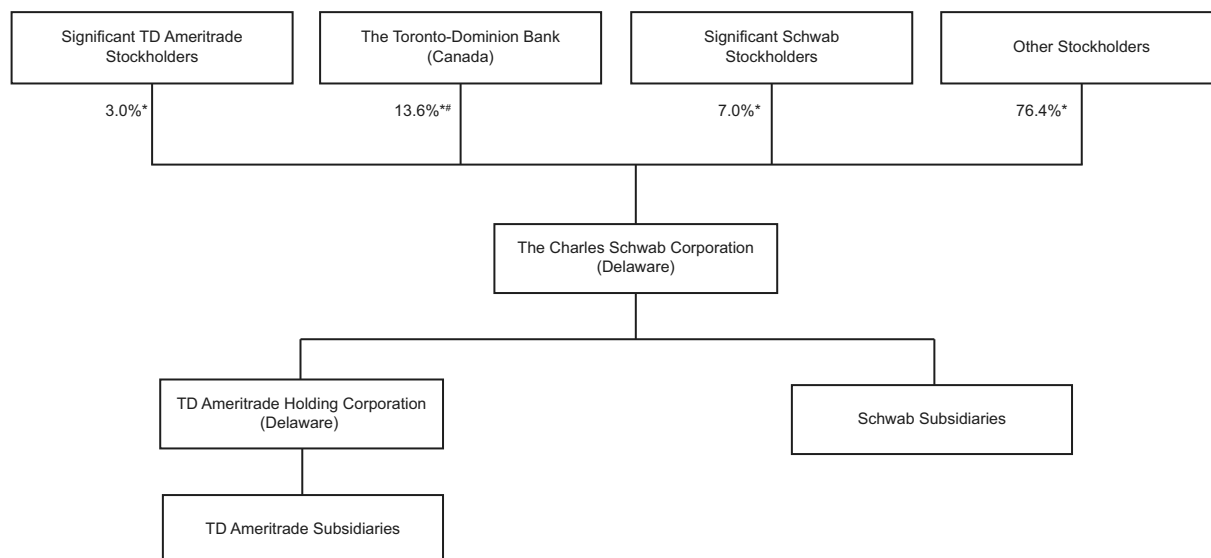 Significant TD Ameritrade
Stockholders
The Toronto-Dominion Bank
(Canada)
Significant Schwab
Stockholders
Other Stockholders
3.0%*
13.6%*#
7.0%*
76.4%*
The Charles Schwab Corporation
(Delaware)
TD Ameritrade Holding Corporation
(Delaware)
Schwab Subsidiaries
TD Ameritrade Subsidiaries